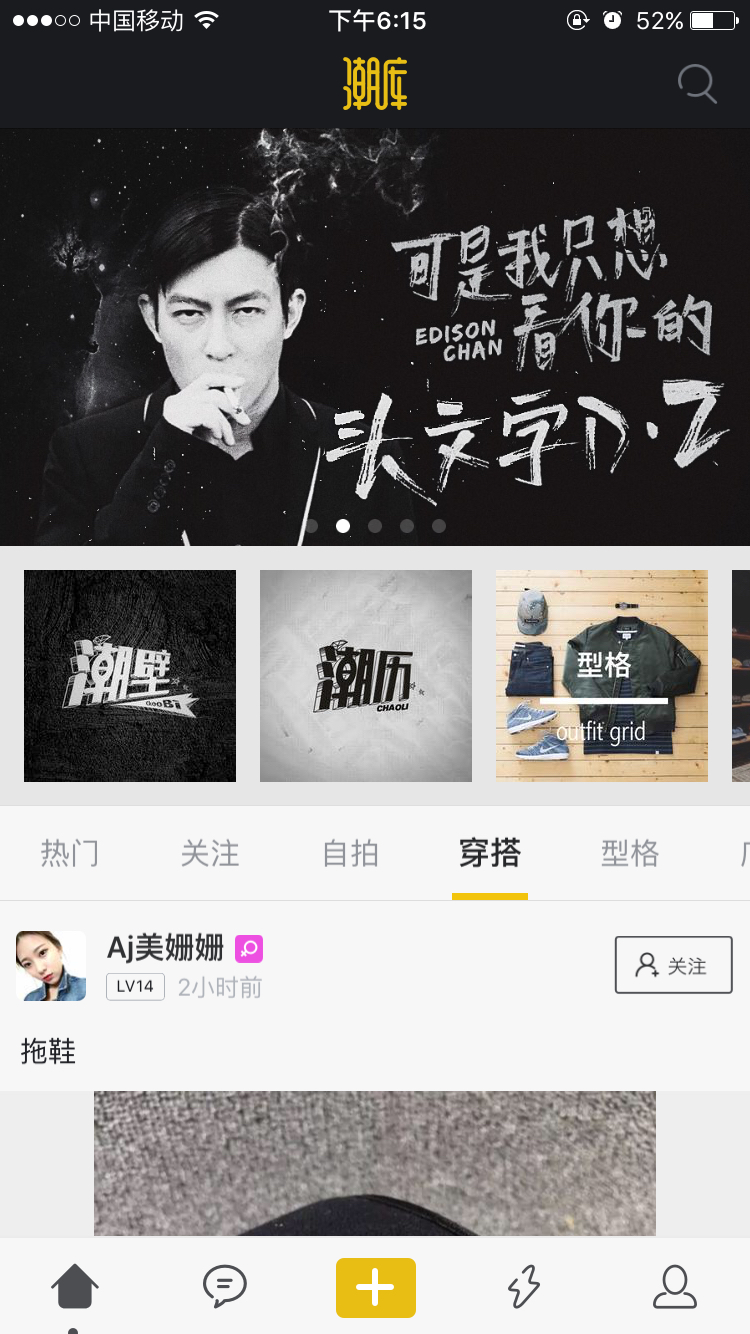 中国移动 下午6:15 52%
潮库
可是我只想
EDISON CHAN
看你的
头文字D·2
潮壁
ChaoBi
潮历
CHAOLI
型格
outfit grid
热门 关注 自拍 穿搭 型格
Aj美姗姗
LV14 2小时前
关注
拖鞋